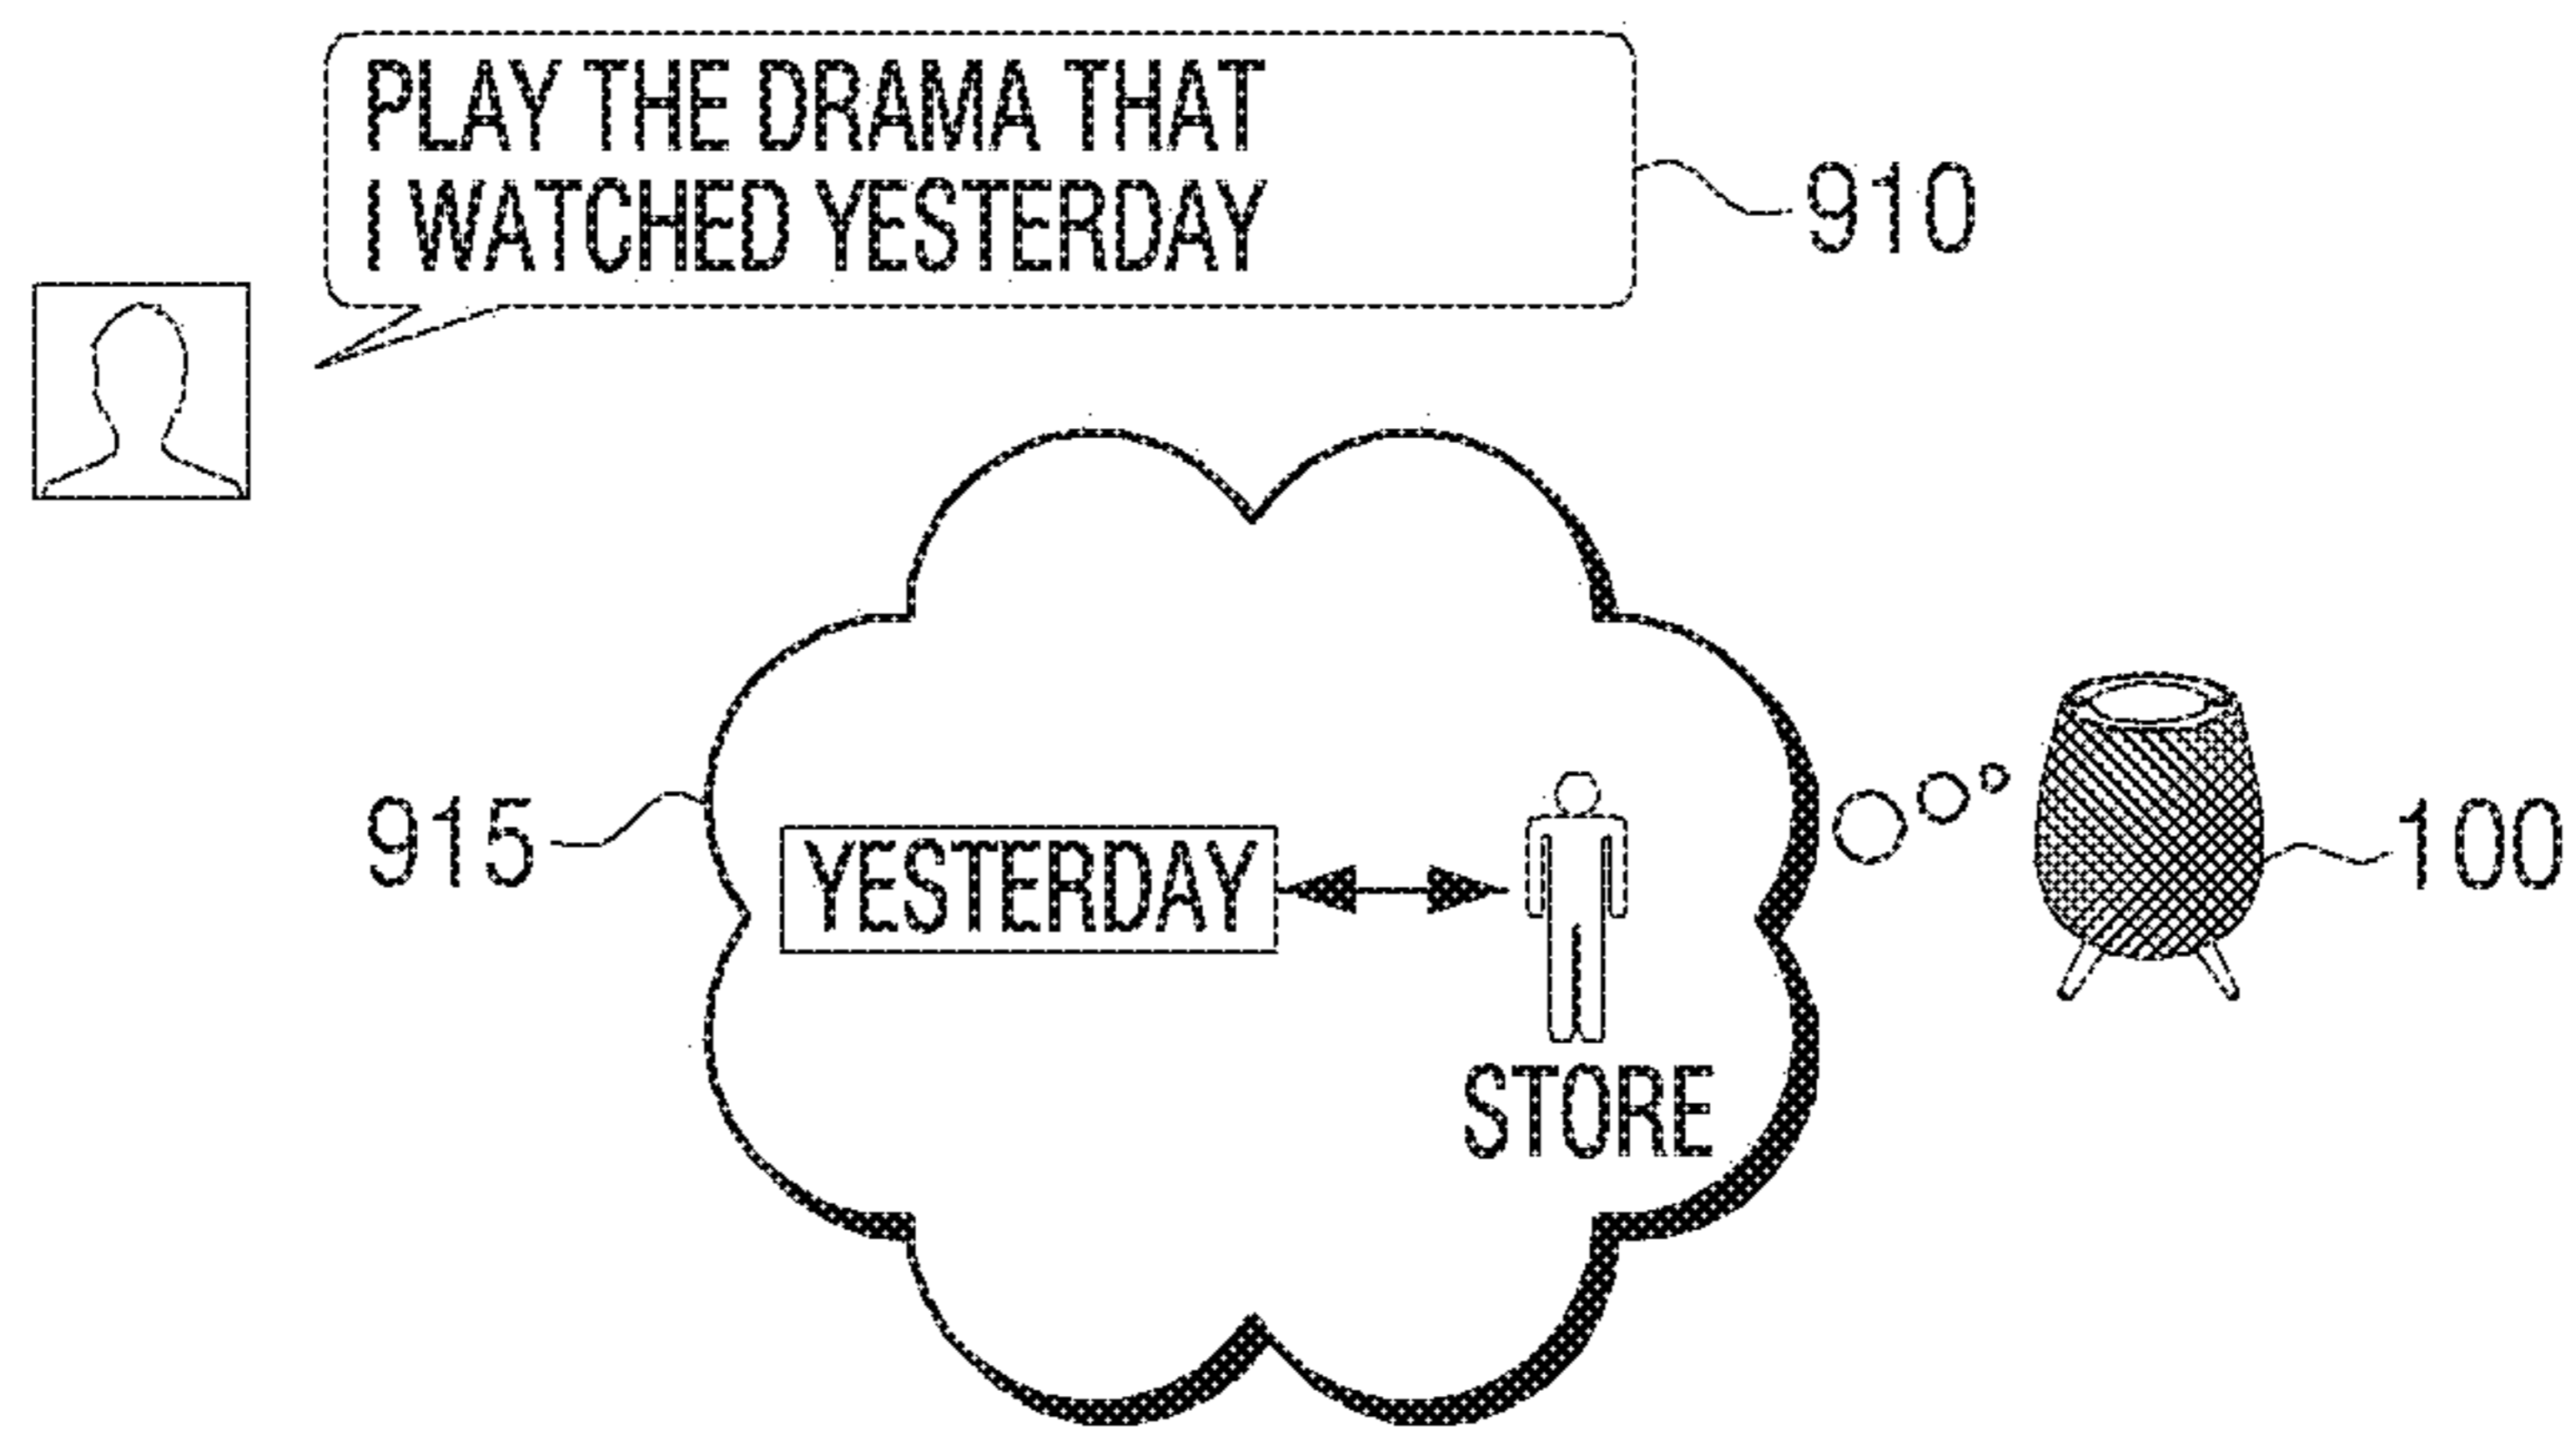 PLAY THE DRAMA THAT
I WATCHED YESTERDAY
910
915
YESTERDAY
100
STORE